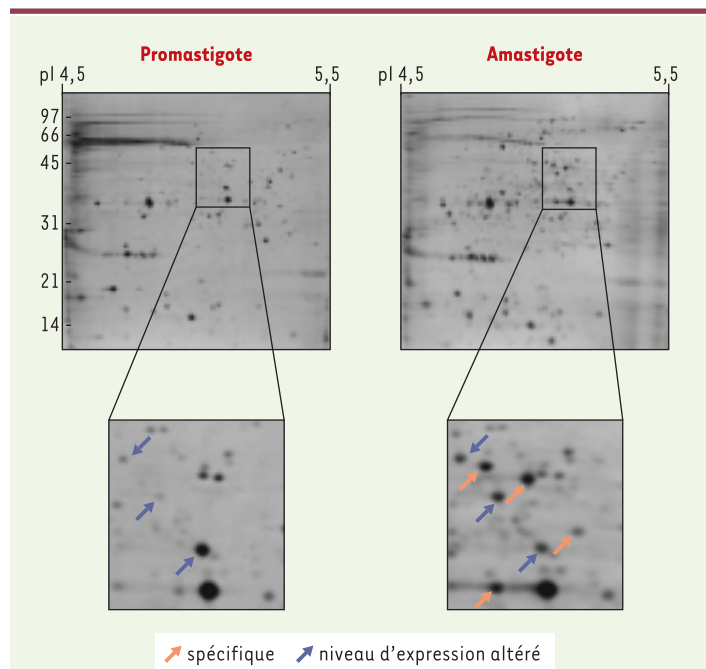 Promastigote
Amastigote
pI 4,5
5,5
pI 4,5
5,5
97
66
45
31
21
14
spécifique
niveau d'expression altéré